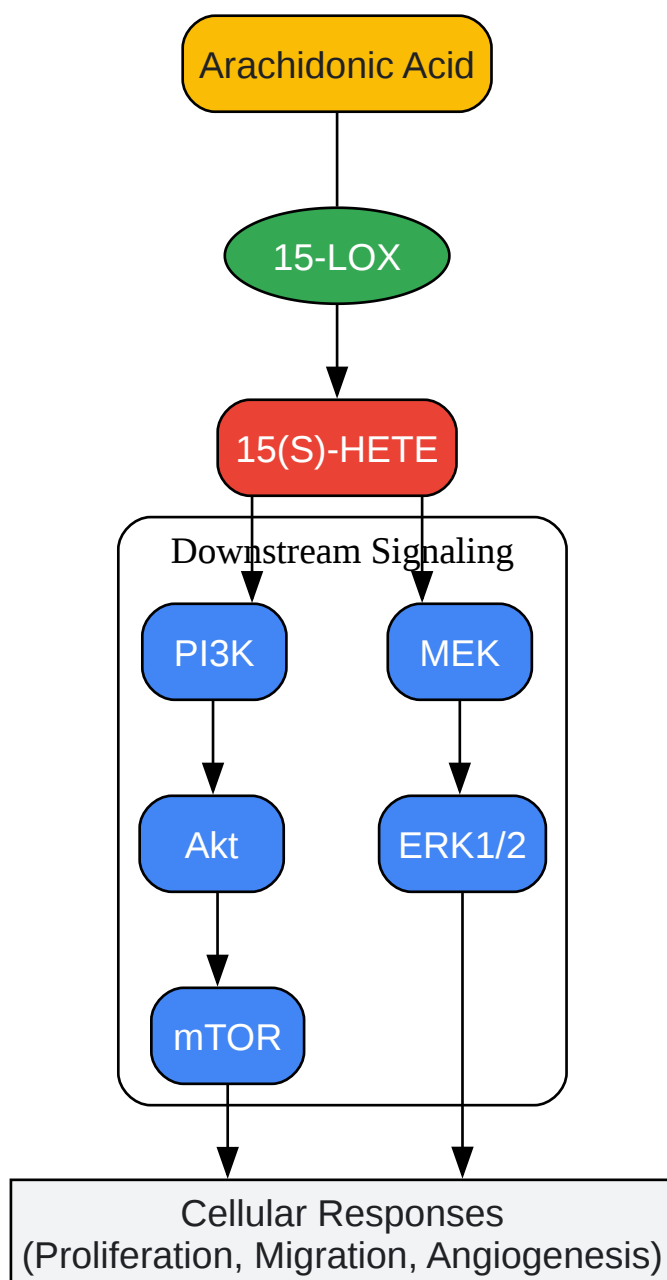 Arachidonic Acid
15-LOX
15(S)-HETE
Downstream Signaling
PI3K
MEK
Akt
ERK1/2
mTOR
Cellular Responses
(Proliferation, Migration, Angiogenesis)